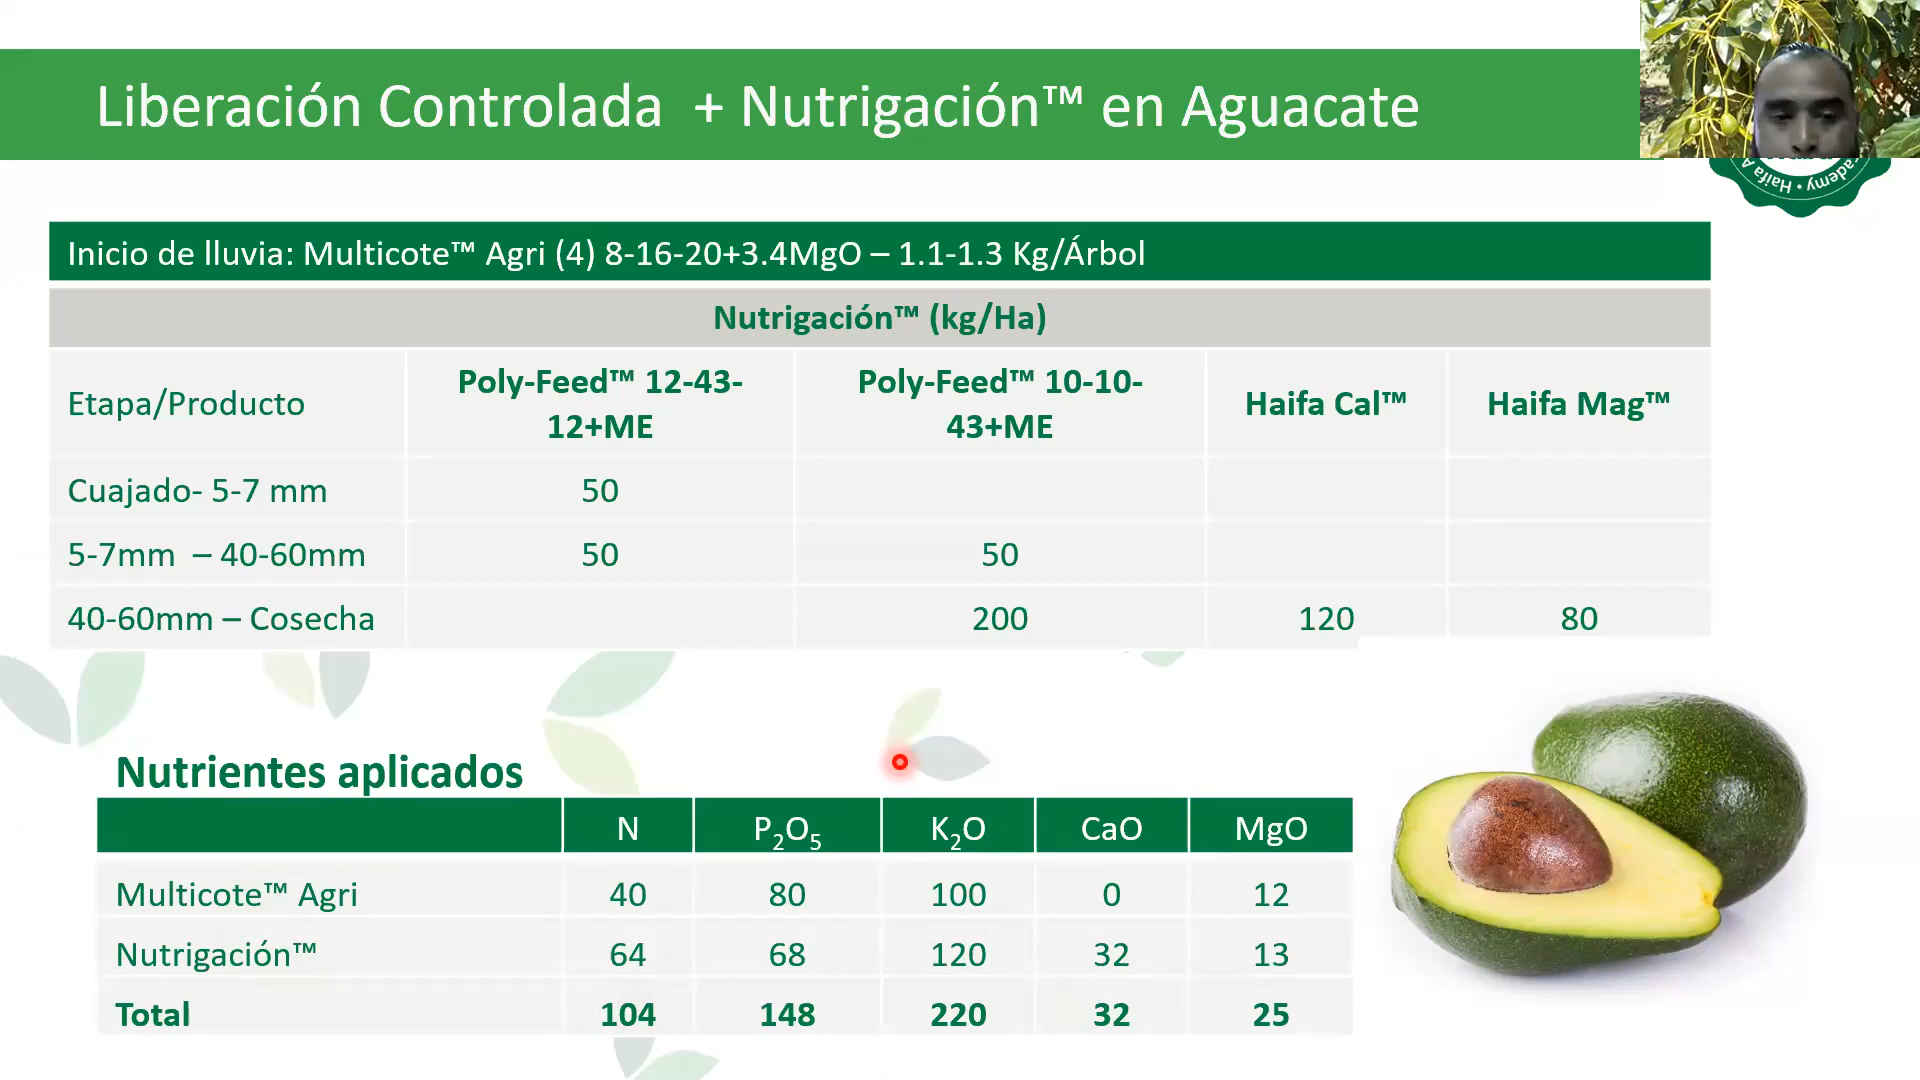 Liberación Controlada + Nutrigación™ en Aguacate
cademy • Haifa A
Inicio de lluvia: Multicote™ Agri (4) 8-16-20+3.4MgO – 1.1-1.3 Kg/Árbol
Nutrigación™ (kg/Ha)
Etapa/Producto Poly-Feed™ 12-43-12+ME Poly-Feed™ 10-10-43+ME Haifa Cal™ Haifa Mag™
Cuajado- 5-7 mm 50
5-7mm – 40-60mm 50 50
40-60mm – Cosecha 200 120 80
Nutrientes aplicados
N P₂O₅ K₂O CaO MgO
Multicote™ Agri 40 80 100 0 12
Nutrigación™ 64 68 120 32 13
Total 104 148 220 32 25